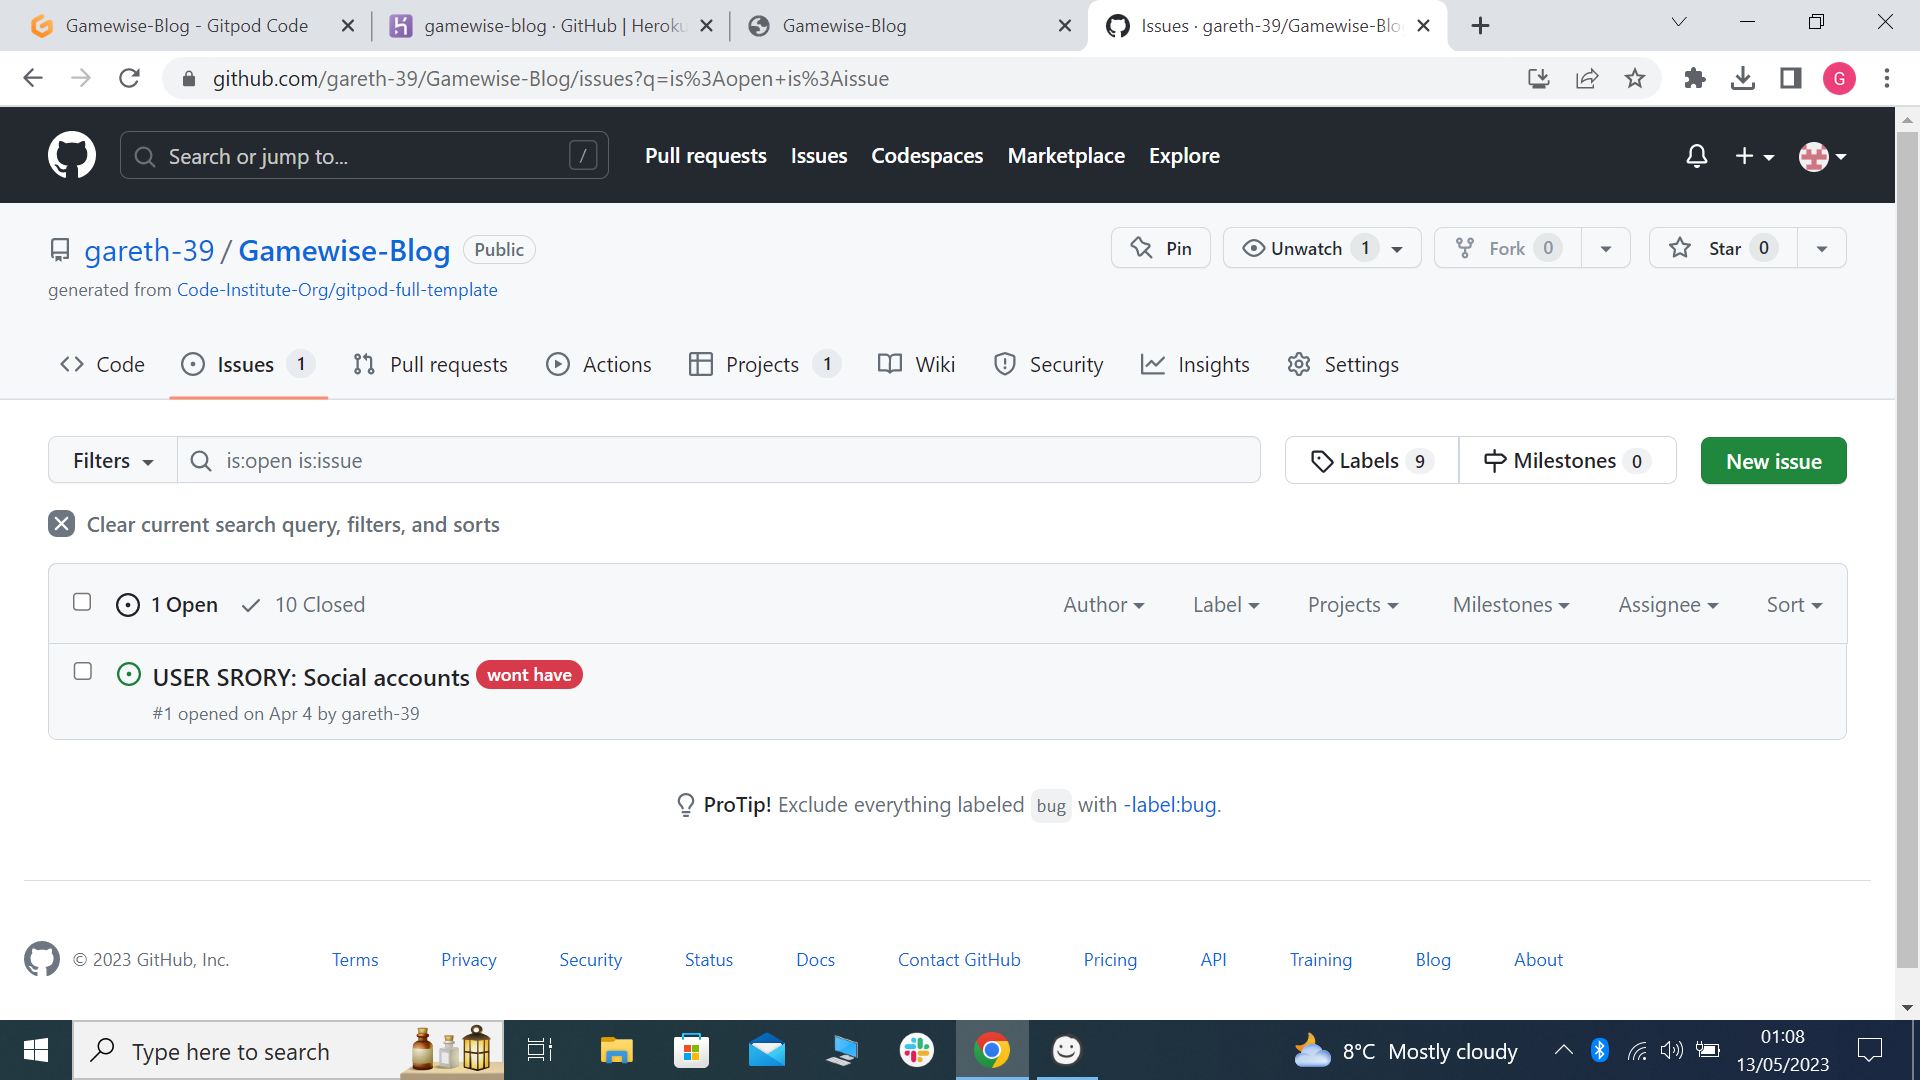 Gamewise-Blog - Gitpod Code
gamewise-blog · GitHub | Heroku
Gamewise-Blog
Issues · gareth-39/Gamewise-Blo
github.com/gareth-39/Gamewise-Blog/issues?q=is%3Aopen+is%3Aissue
G
Search or jump to...
/
Pull requests
Issues
Codespaces
Marketplace
Explore
gareth-39 / Gamewise-Blog Public
Pin
Unwatch 1
Fork 0
Star 0
generated from Code-Institute-Org/gitpod-full-template
Code
Issues 1
Pull requests
Actions
Projects 1
Wiki
Security
Insights
Settings
Filters
is:open is:issue
Labels 9
Milestones 0
New issue
Clear current search query, filters, and sorts
1 Open
10 Closed
Author
Label
Projects
Milestones
Assignee
Sort
USER SRORY: Social accounts wont have
#1 opened on Apr 4 by gareth-39
ProTip! Exclude everything labeled bug with -label:bug.
© 2023 GitHub, Inc.
Terms
Privacy
Security
Status
Docs
Contact GitHub
Pricing
API
Training
Blog
About
Type here to search
8°C Mostly cloudy
01:08
13/05/2023